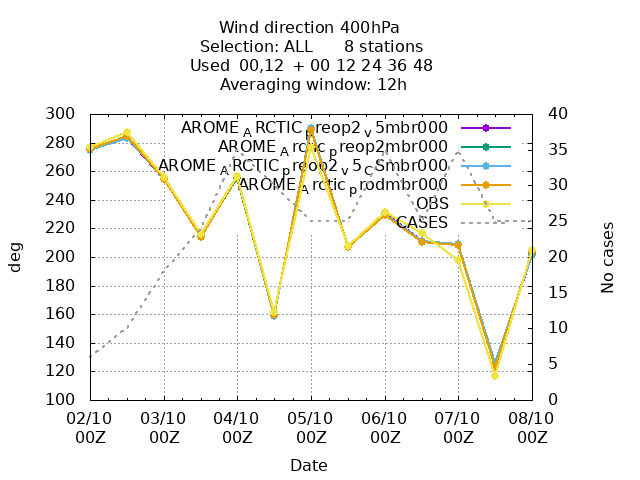 Wind direction 400hPa
Selection: ALL 8 stations
Used 00,12 + 00 12 24 36 48
Averaging window: 12h
300 40
AROME_ARCTIC_preop2_v5mbr000
280 35
AROME_Arctic_preop2mbr000
AROME_ARCTIC_preop2_v5_cSmbr000
260 30
AROME_Arctic_prodmbr000
240
OBS
220 25
CASES
200 20
180 15
160
140 10
120 5
100 0
deg
No cases
02/10 03/10 04/10 05/10 06/10 07/10 08/10
00Z 00Z 00Z 00Z 00Z 00Z 00Z
Date